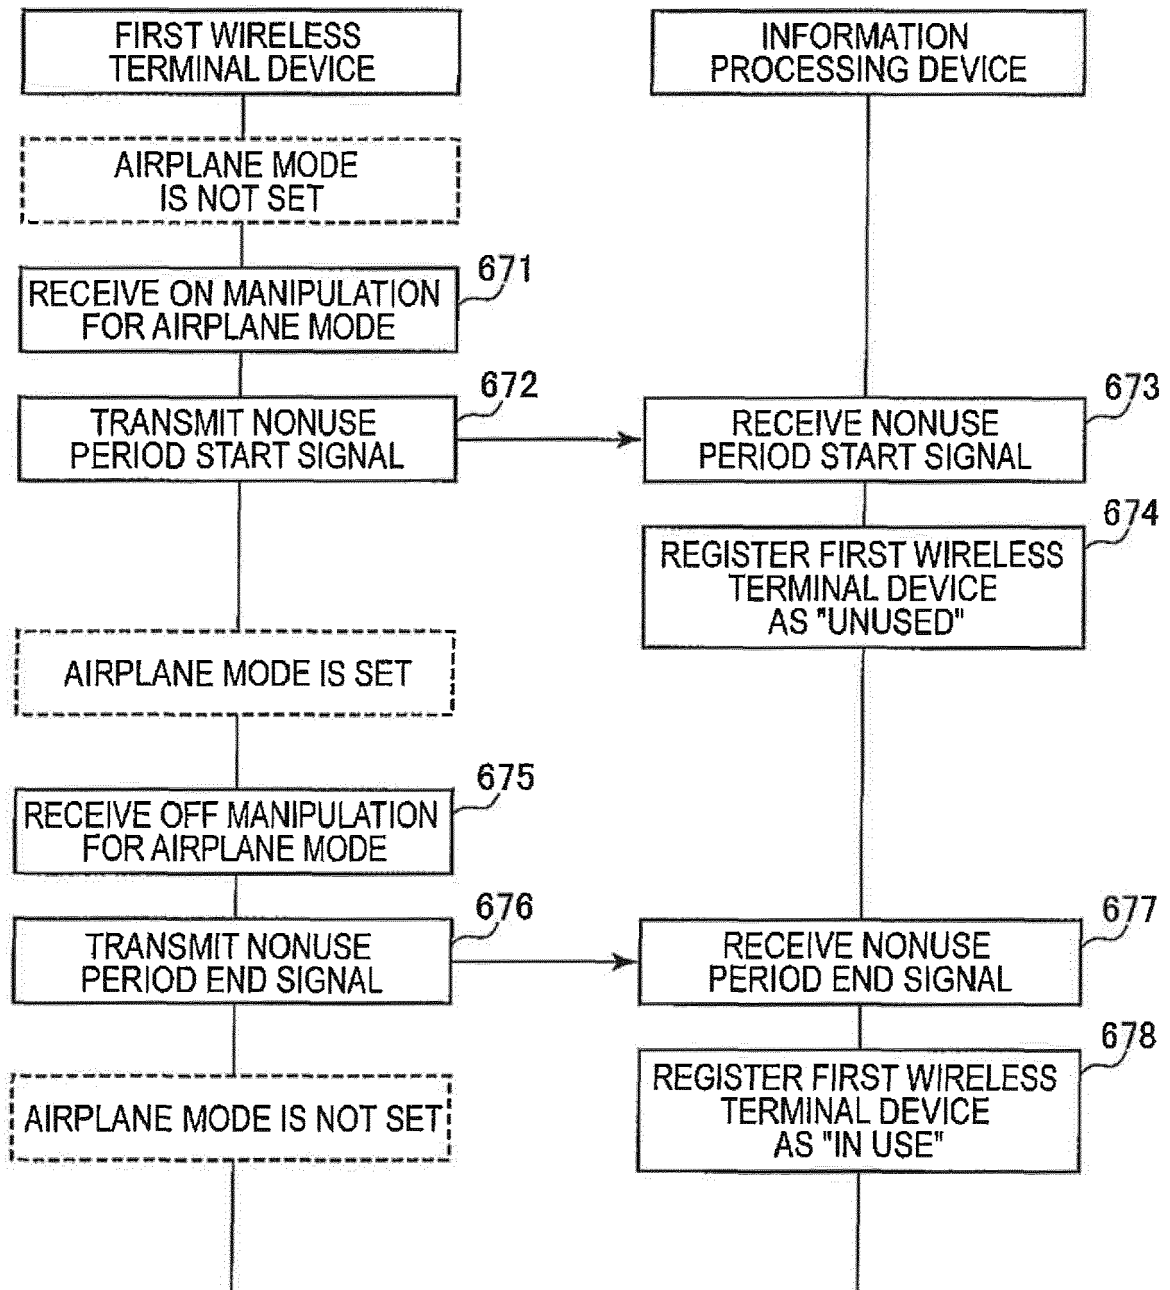 FIRST WIRELESS
TERMINAL DEVICE
INFORMATION
PROCESSING DEVICE
AIRPLANE MODE
IS NOT SET
671
RECEIVE ON MANIPULATION
FOR AIRPLANE MODE
672
TRANSMIT NONUSE
PERIOD START SIGNAL
673
RECEIVE NONUSE
PERIOD START SIGNAL
674
REGISTER FIRST WIRELESS
TERMINAL DEVICE
AS "UNUSED"
AIRPLANE MODE IS SET
675
RECEIVE OFF MANIPULATION
FOR AIRPLANE MODE
676
TRANSMIT NONUSE
PERIOD END SIGNAL
677
RECEIVE NONUSE
PERIOD END SIGNAL
678
REGISTER FIRST WIRELESS
TERMINAL DEVICE
AS "IN USE"
AIRPLANE MODE IS NOT SET